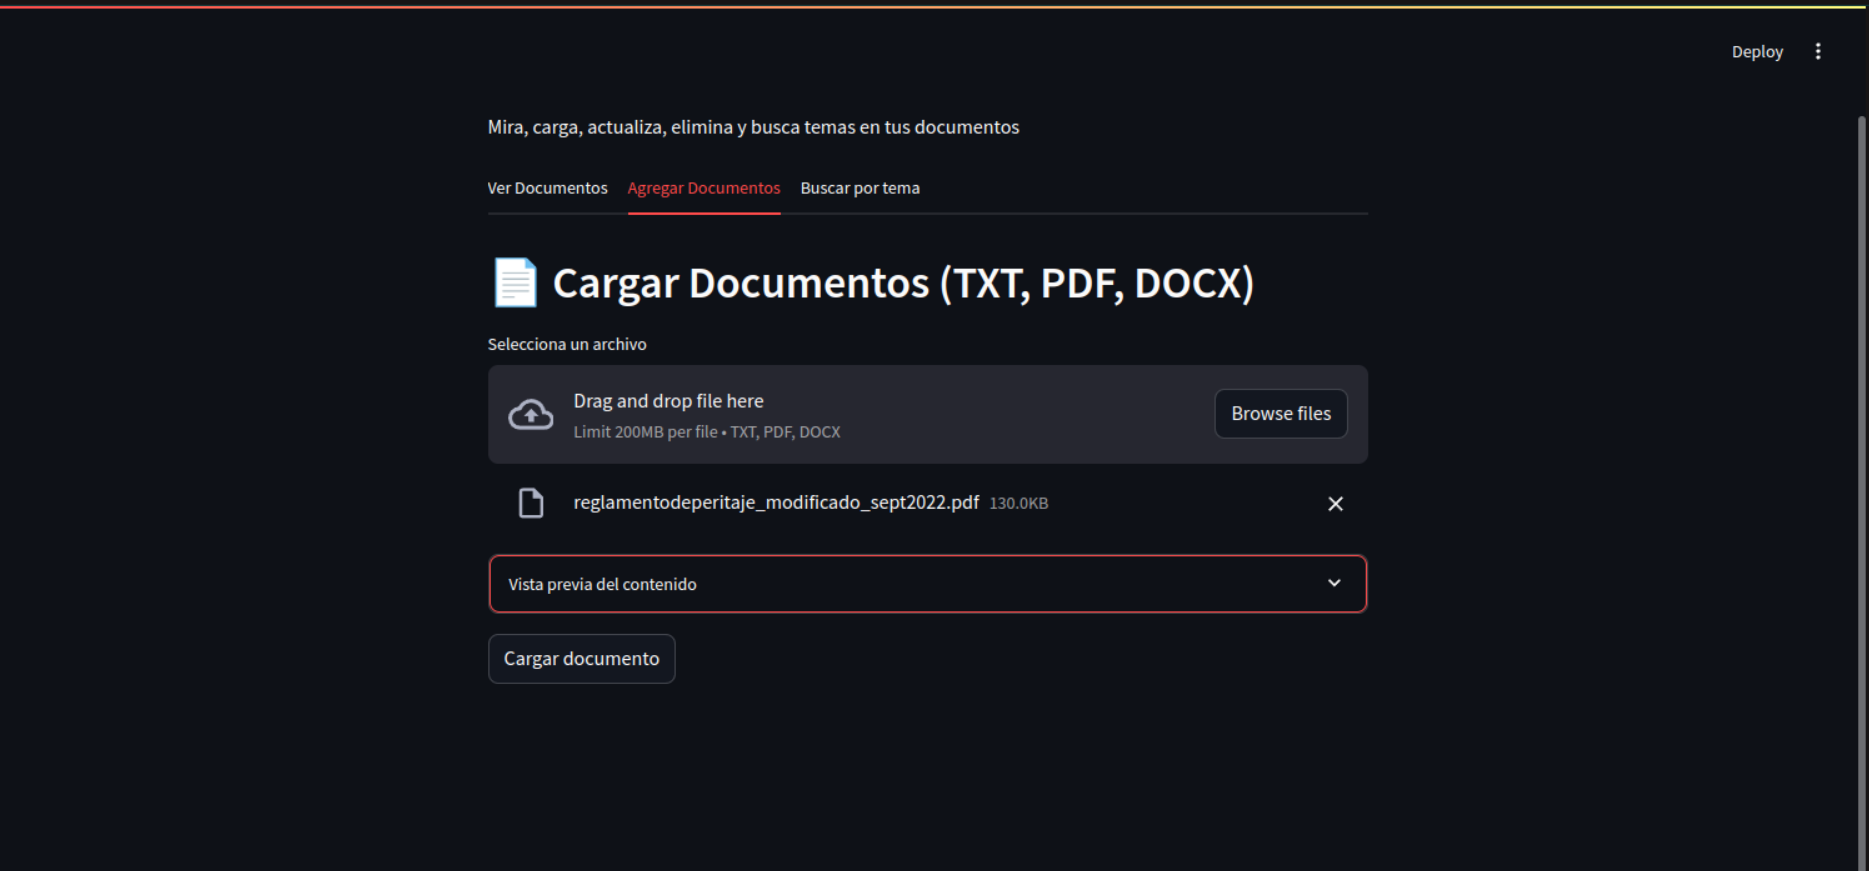 Deploy
Mira, carga, actualiza, elimina y busca temas en tus documentos
Ver Documentos Agregar Documentos Buscar por tema
Cargar Documentos (TXT, PDF, DOCX)
Selecciona un archivo
Drag and drop file here
Limit 200MB per file • TXT, PDF, DOCX
Browse files
reglamentodeperitaje_modificado_sept2022.pdf 130.0KB
Vista previa del contenido
Cargar documento